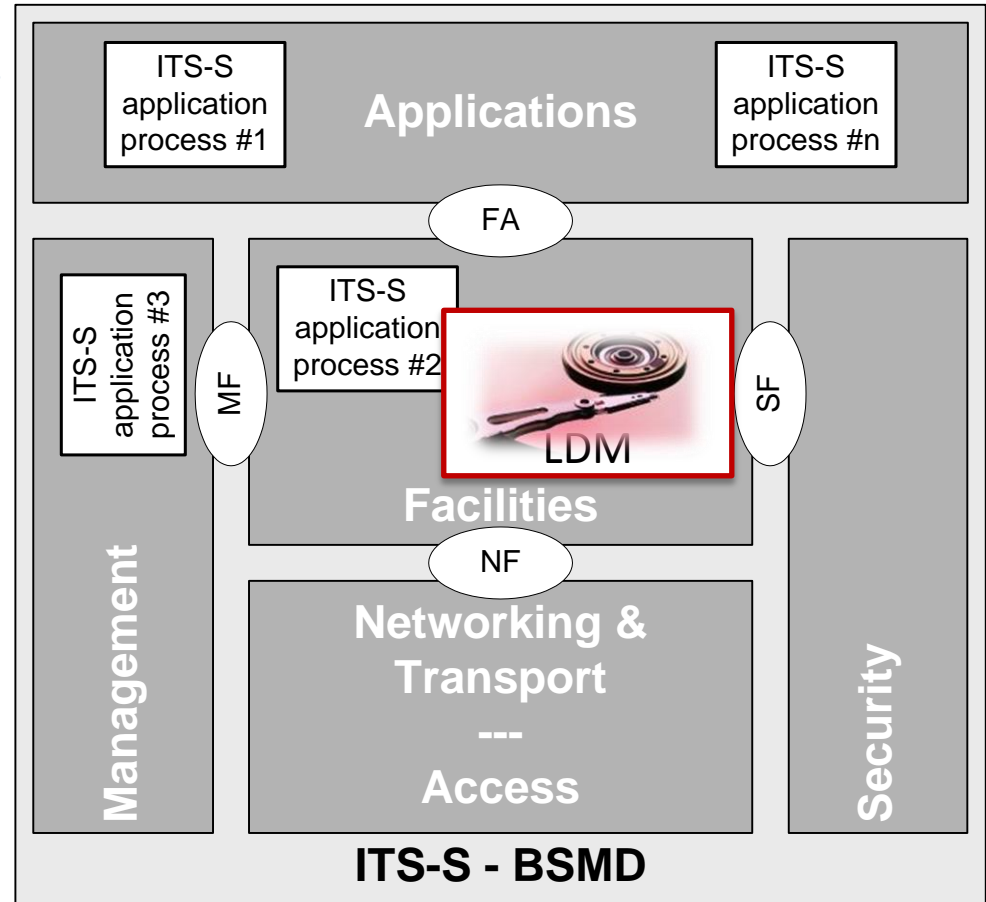 ITS-S
application
process #1
Applications
ITS-S
application
process #n
FA
ITS-S
application
process #3
MF
ITS-S
application
process #2
LDM
SF
Facilities
NF
Management
Networking &
Transport
---
Access
Security
ITS-S - BSMD